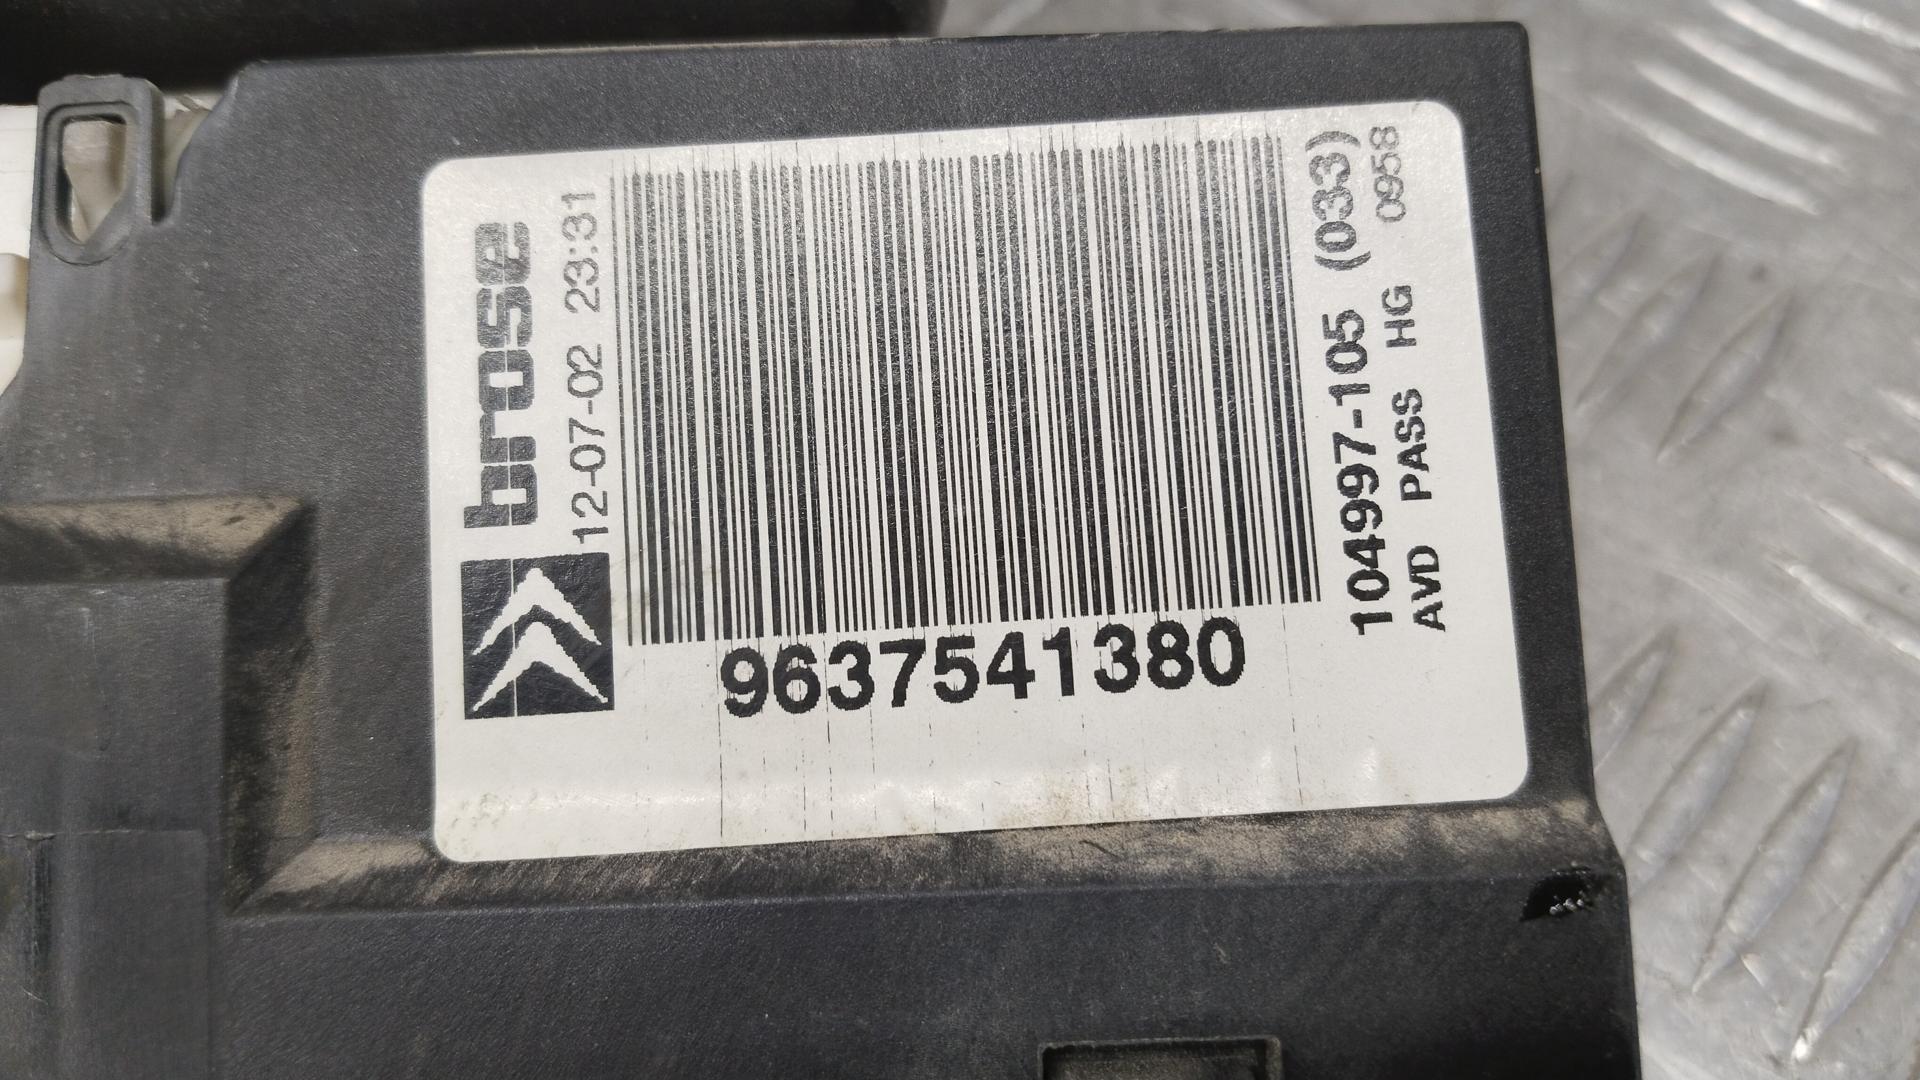 brose
12-07-02 23:31
9637541380
104997-105 (033)
AVD PASS HG 0958